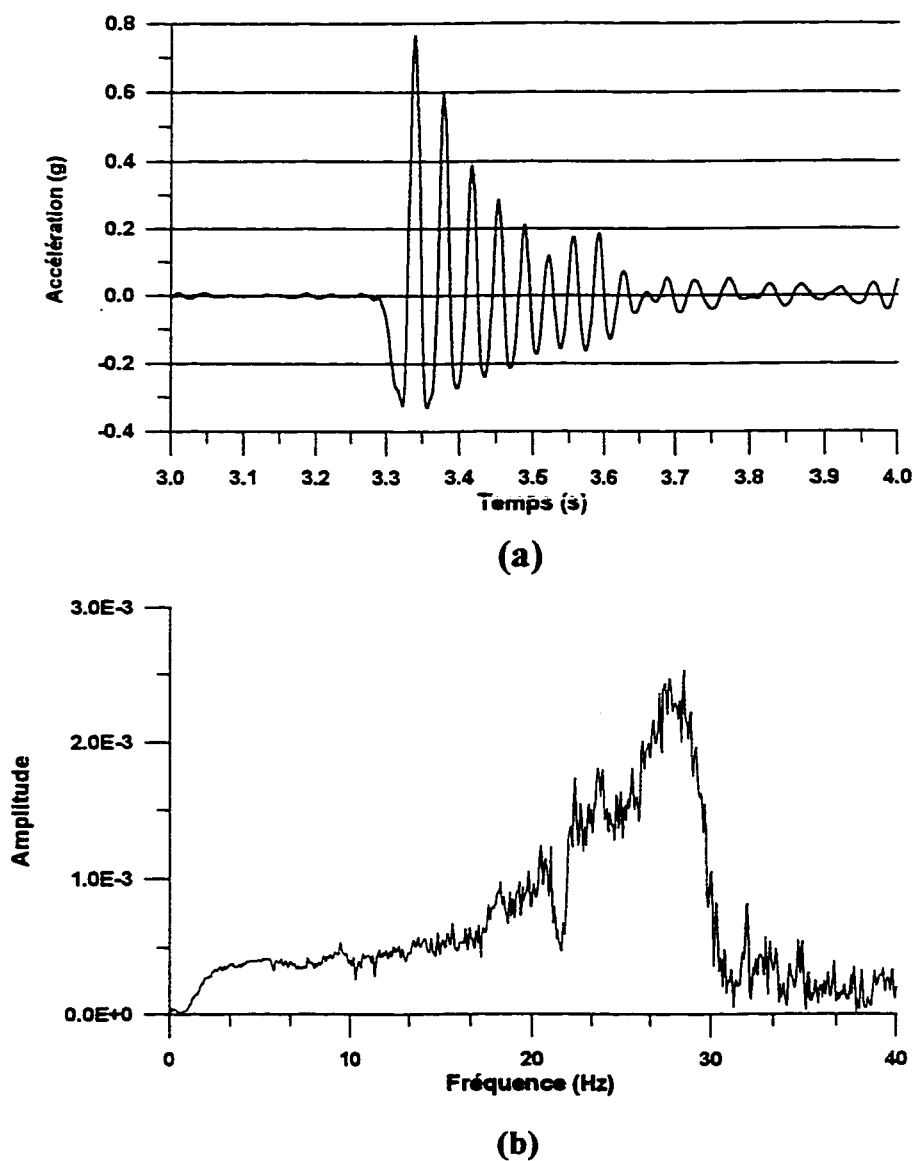 0.8
0.6
0.4
0.2
0.0
-0.2
-0.4
Accélération (g)
3.0 3.1 3.2 3.3 3.4 3.5 3.6 3.7 3.8 3.9 4.0
Temps (s)
(a)
3.0E-3
2.0E-3
1.0E-3
0.0E+0
Amplitude
0 10 20 30 40
Fréquence (Hz)
(b)